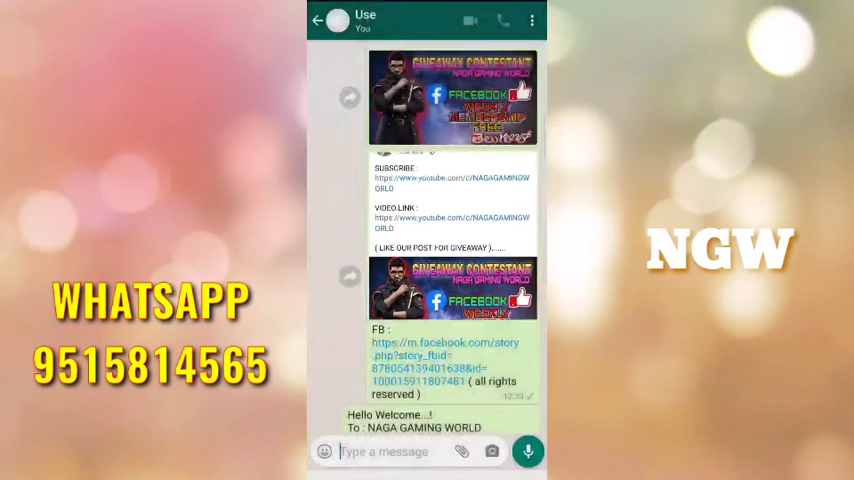 Use
You
GIVEAWAY CONTESTANT
NAGA GAMING WORLD
FACEBOOK
WEEKLY
MEMBERSHIP
FREE
తెలుగులో
SUBSCRIBE :
https://www.youtube.com/c/NAGAGAMINGW
ORLD
VIDEO LINK :
https://www.youtube.com/c/NAGAGAMINGW
ORLD
( LIKE OUR POST FOR GIVEAWAY )......
GIVEAWAY CONTESTANT
NAGA GAMING WORLD
FACEBOOK
WEEKLY
FB :
https://m.facebook.com/story
.php?story_fbid=
878054139401638&id=
100015911807481 ( all rights
reserved )
12:33
Hello Welcome...!
To : NAGA GAMING WORLD
Type a message
WHATSAPP
9515814565
NGW